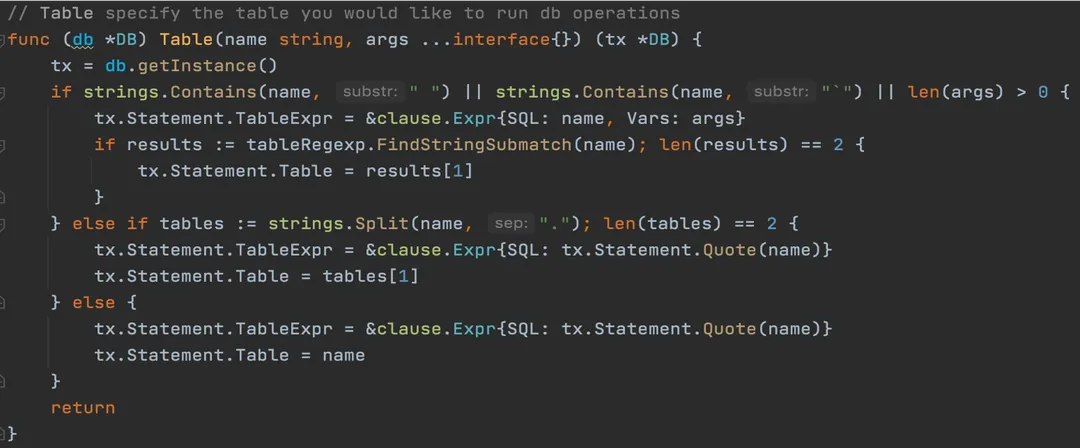 // Table specify the table you would like to run db operations
func (db *DB) Table(name string, args ...interface{}) (tx *DB) {
    tx = db.getInstance()
    if strings.Contains(name, substr: " ") || strings.Contains(name, substr: "`") || len(args) > 0 {
        tx.Statement.TableExpr = &clause.Expr{SQL: name, Vars: args}
        if results := tableRegexp.FindStringSubmatch(name); len(results) == 2 {
            tx.Statement.Table = results[1]
        }
    } else if tables := strings.Split(name, sep: "."); len(tables) == 2 {
        tx.Statement.TableExpr = &clause.Expr{SQL: tx.Statement.Quote(name)}
        tx.Statement.Table = tables[1]
    } else {
        tx.Statement.TableExpr = &clause.Expr{SQL: tx.Statement.Quote(name)}
        tx.Statement.Table = name
    }
    return
}